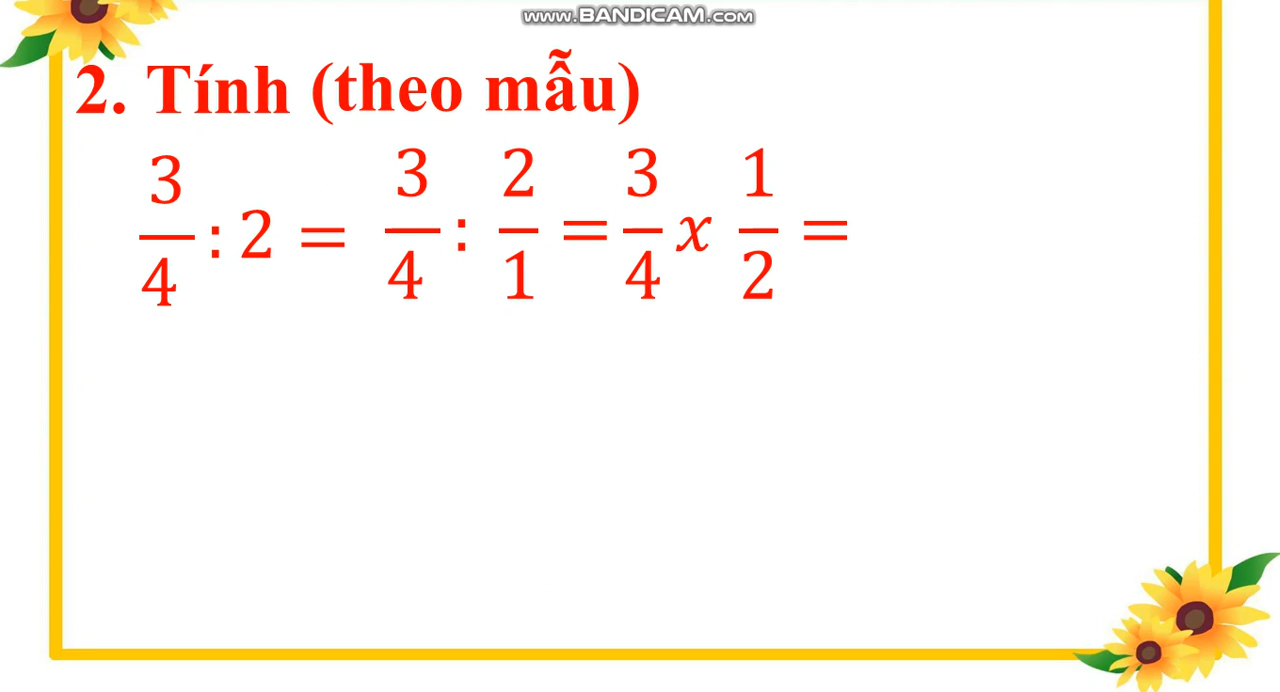 www.BANDICAM.com
2. Tính (theo mẫu)
3/4 : 2 = 3/4 : 2/1 = 3/4 x 1/2 =